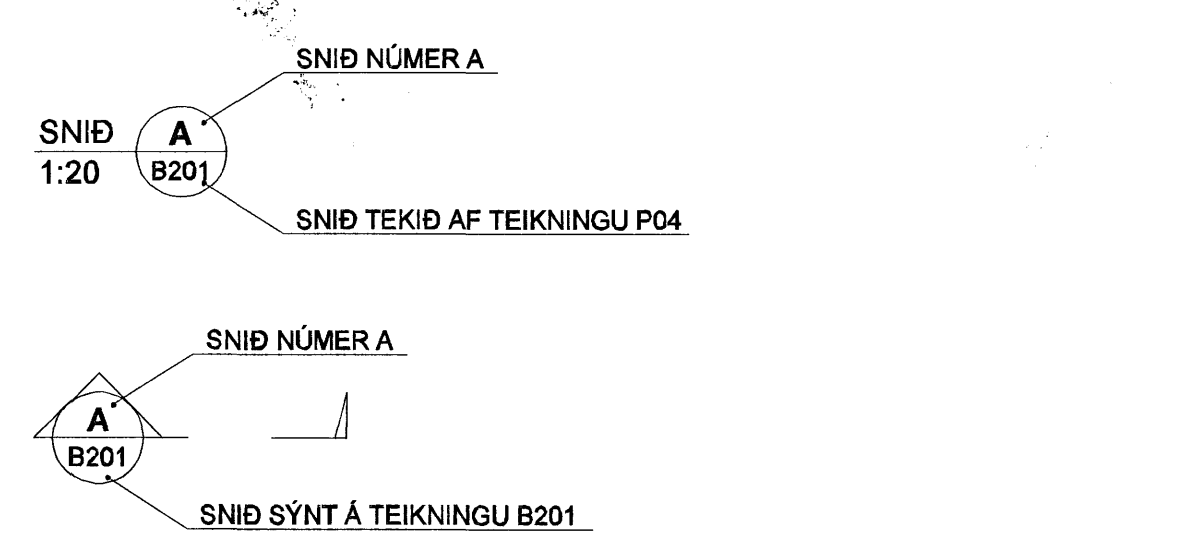 SNIÐ NÚMER A
SNIÐ
A
1:20
B201
SNIÐ TEKIÐ AF TEIKNINGU P04
SNIÐ NÚMER A
A
B201
SNIÐ SÝNT Á TEIKNINGU B201